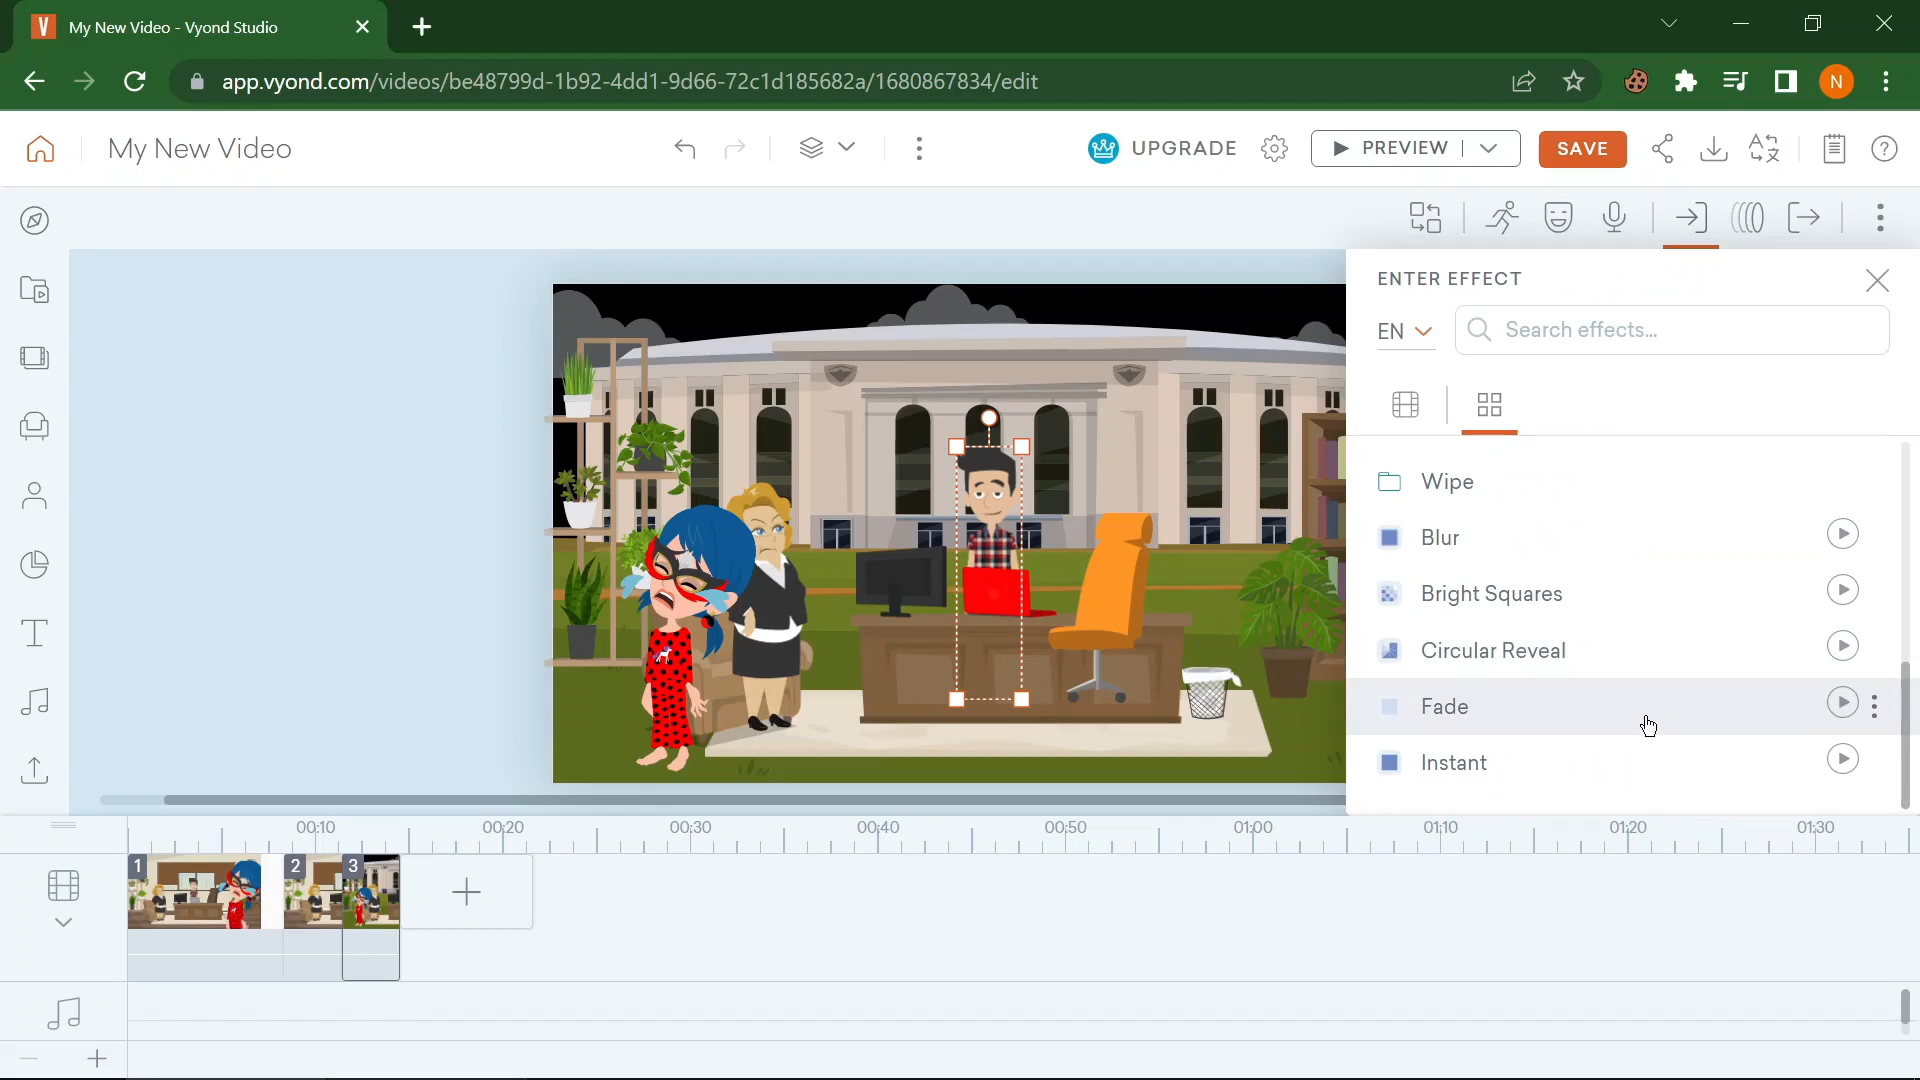 My New Video - Vyond Studio
app.vyond.com/videos/be48799d-1b92-4dd1-9d66-72c1d185682a/1680867834/edit
N
My New Video
UPGRADE
PREVIEW
SAVE
ENTER EFFECT
EN
Search effects...
Wipe
Blur
Bright Squares
Circular Reveal
Fade
Instant
00:10 00:20 00:30 00:40 00:50 01:00 01:10 01:20 01:30
1 2 3